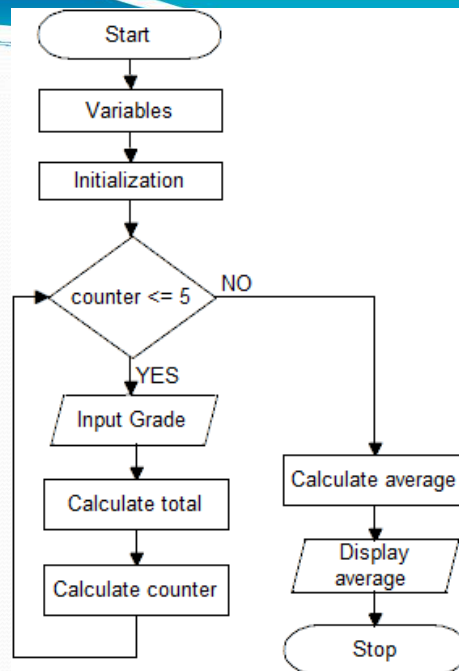 Start
Variables
Initialization
counter <= 5
NO
YES
Input Grade
Calculate total
Calculate counter
Calculate average
Display
average
Stop